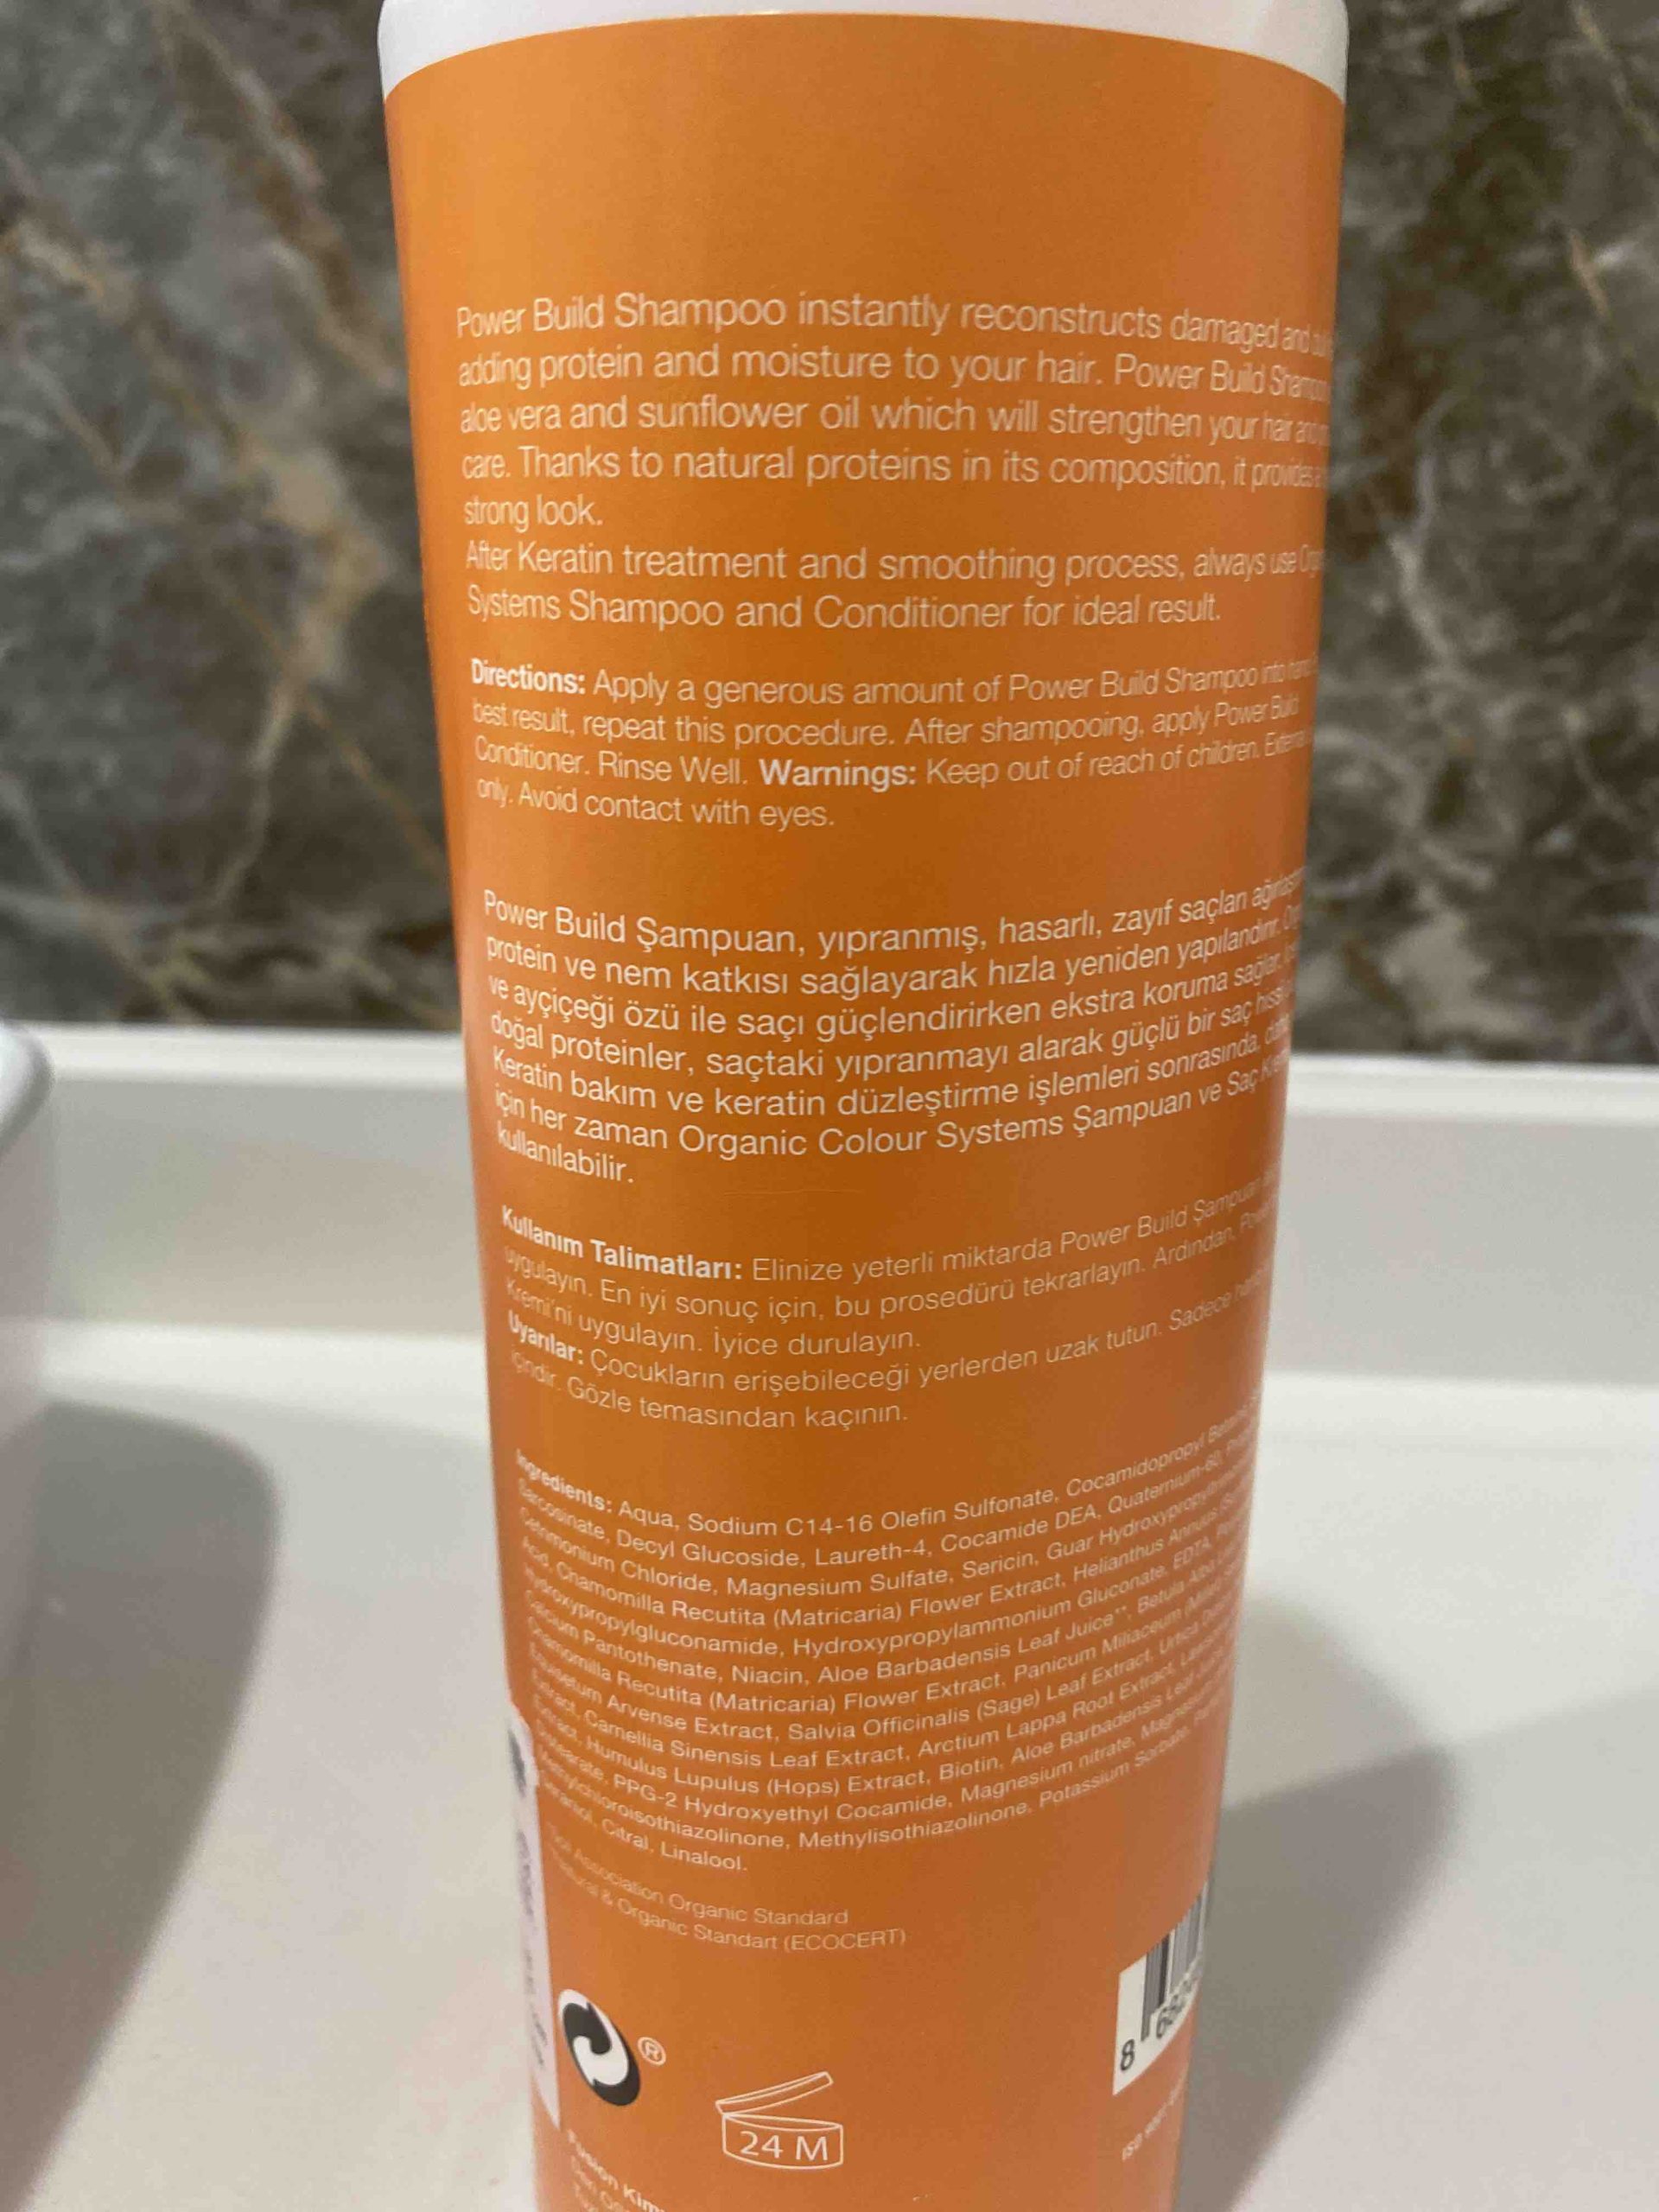 Power Build Shampoo instantly reconstructs damaged and
adding protein and moisture to your hair. Power Build
aloe vera and sunflower oil which will strengthen your hair
care. Thanks to natural proteins in its composition, it provides
strong look.
After Keratin treatment and smoothing process, always use
Systems Shampoo and Conditioner for ideal result.
Directions: Apply a generous amount of Power Build Shampoo into
best result, repeat this procedure. After shampooing, apply Power Build
Conditioner. Rinse Well. Warnings: Keep out of reach of children.
only. Avoid contact with eyes.
Power Build Şampuan, yıpranmış, hasarlı, zayıf saçları
protein ve nem katkısı sağlayarak hızla yeniden yapılandırır.
ve ayçiçeği özü ile saçı güçlendirirken ekstra koruma sağlar,
doğal proteinler, saçtaki yıpranmayı alarak güçlü bir saç
Keratin bakım ve keratin düzleştirme işlemleri sonrasında,
için her zaman Organic Colour Systems Şampuan ve Saç
kullanılabilir.
Kullanım Talimatları: Elinize yeterli miktarda Power Build Şampuan
uygulayın. En iyi sonuç için, bu prosedürü tekrarlayın. Ardından,
Kremi'ni uygulayın. İyice durulayın.
Uyarılar: Çocukların erişebileceği yerlerden uzak tutun. Sadece
içindir. Gözle temasından kaçının.
Ingredients: Aqua, Sodium C14-16 Olefin Sulfonate, Cocamidopropyl
Sarcosinate, Decyl Glucoside, Laureth-4, Cocamide DEA, Quaternium-60,
Cetrimonium Chloride, Magnesium Sulfate, Sericin, Guar
Acid, Chamomilla Recutita (Matricaria) Flower Extract, Helianthus Annuus
Hydroxypropylgluconamide, Hydroxypropylammonium Gluconate, EDTA,
Calcium Pantothenate, Niacin, Aloe Barbadensis Leaf Juice**, Betula Alba
Chamomilla Recutita (Matricaria) Flower Extract, Panicum Miliaceum
Equisetum Arvense Extract, Salvia Officinalis (Sage) Leaf Extract, Urtica
Extract, Camellia Sinensis Leaf Extract, Arctium Lappa Root Extract,
Extract, Humulus Lupulus (Hops) Extract, Biotin, Aloe Barbadensis Leaf
PPG-2 Hydroxyethyl Cocamide, Magnesium nitrate,
Methylchloroisothiazolinone, Methylisothiazolinone, Potassium Sorbate,
Geraniol, Citral, Linalool.
Association Organic Standard
& Organic Standart (ECOCERT)
®
24 M
8